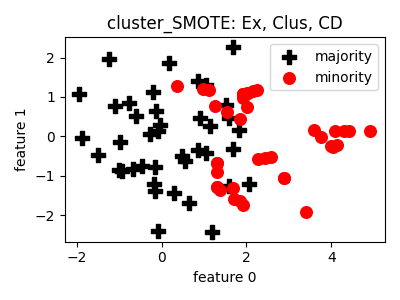 cluster_SMOTE: Ex, Clus, CD
majority
minority
feature 1
2
1
0
−1
−2
−2
0
2
4
feature 0